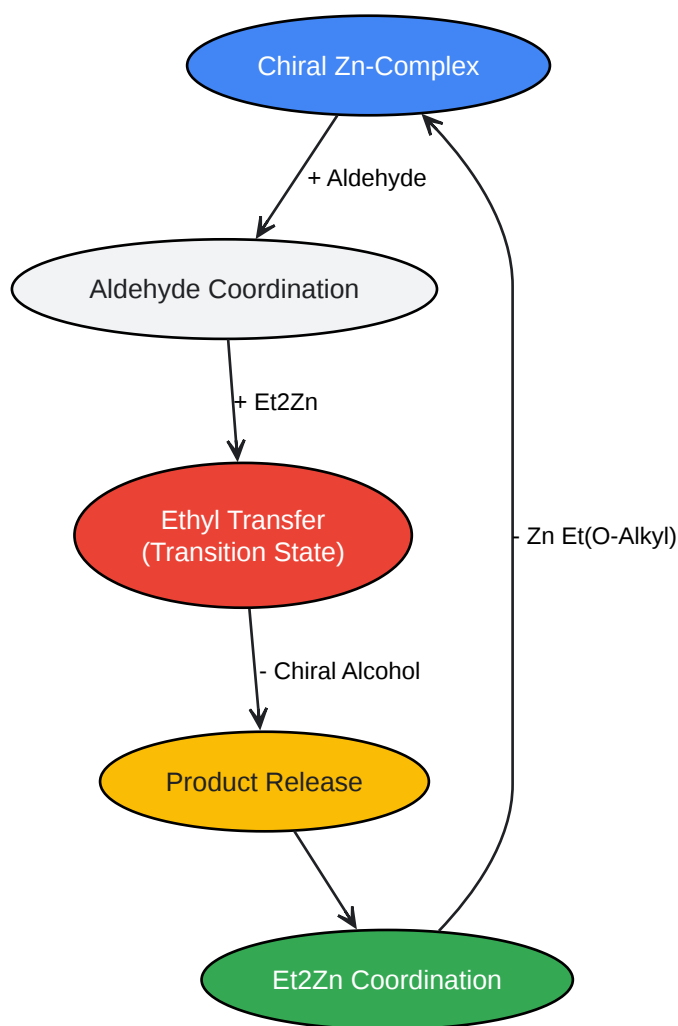 Chiral Zn-Complex
+ Aldehyde
Aldehyde Coordination
+ Et2Zn
Ethyl Transfer
(Transition State)
- Zn Et(O-Alkyl)
- Chiral Alcohol
Product Release
Et2Zn Coordination